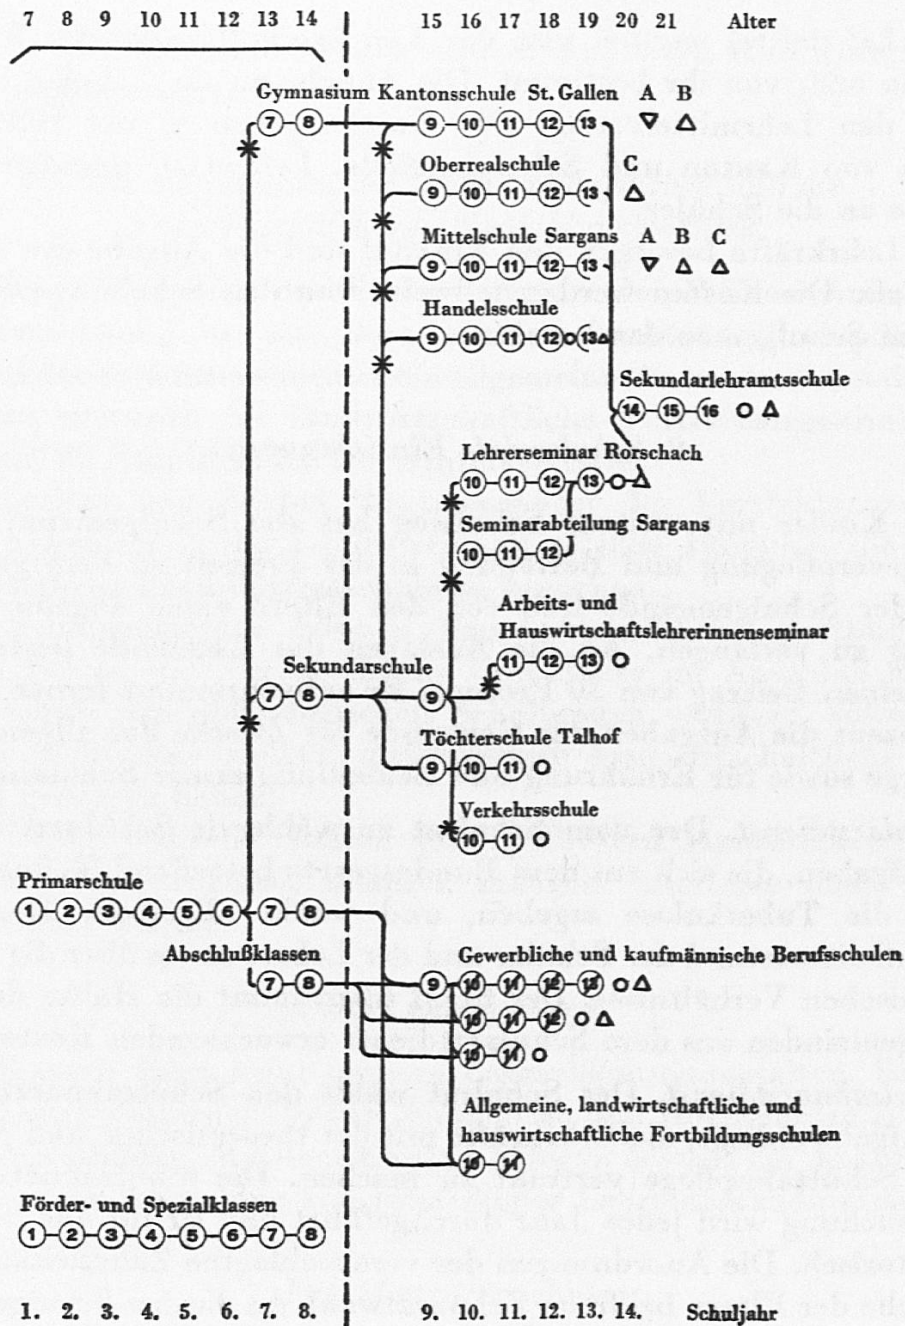 7 8 9 10 11 12 13 14 15 16 17 18 19 20 21 Alter
Gymnasium Kantonsschule St. Gallen A B
7 8 9 10 11 12 13
Oberrealschule C
9 10 11 12 13
Mittelschule Sargans A B C
9 10 11 12 13
Handelsschule
9 10 11 12 13
Sekundarlehramtsschule
14 15 16
Lehrerseminar Rorschach
10 11 12 13
Seminarabteilung Sargans
10 11 12
Arbeits- und
Hauswirtschaftslehrerinnenseminar
11 12 13
Sekundarschule
7 8 9
Töchterschule Talhof
9 10 11
Verkehrsschule
10 11
Primarschule
1 2 3 4 5 6 7 8
Abschlußklassen Gewerbliche und kaufmännische Berufsschulen
7 8 9 10 11 12 13
10 11 12
10 11
Allgemeine, landwirtschaftliche und
hauswirtschaftliche Fortbildungsschulen
10 11
Förder- und Spezialklassen
1 2 3 4 5 6 7 8
1. 2. 3. 4. 5. 6. 7. 8. 9. 10. 11. 12. 13. 14. Schuljahr